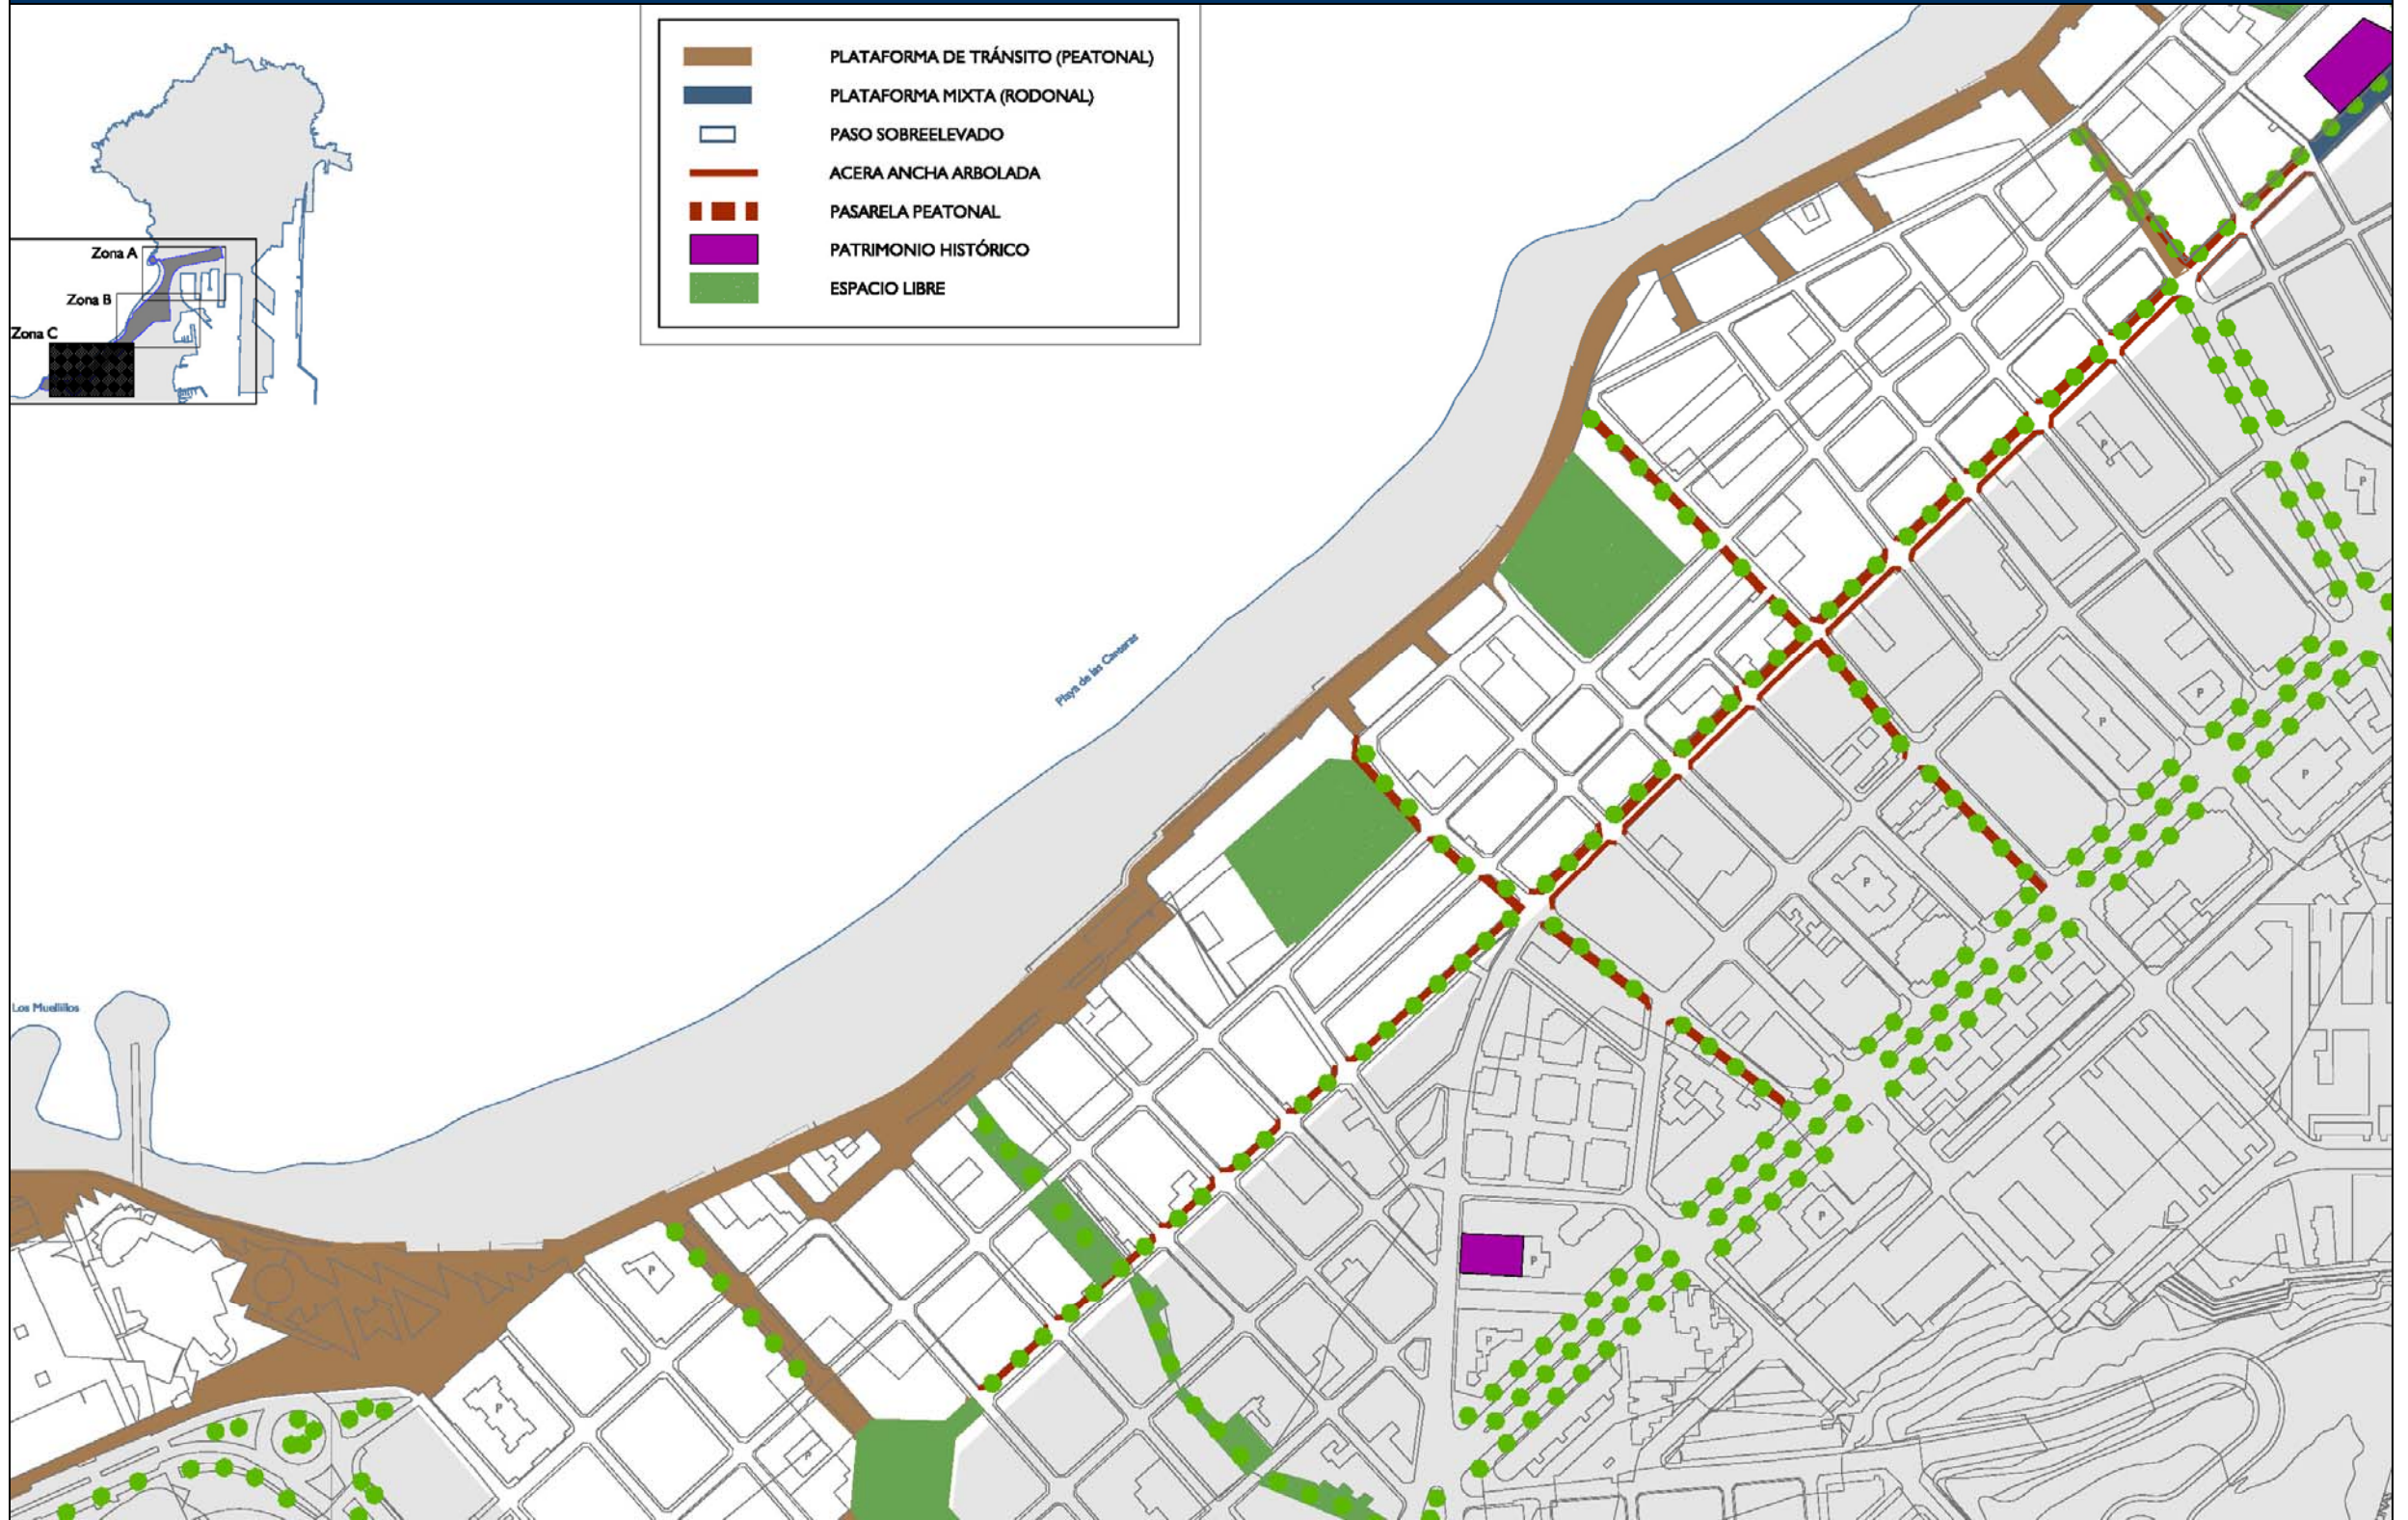 PLATAFORMA DE TRÁNSITO (PEATONAL)
PLATAFORMA MIXTA (RODONAL)
PASO SOBREELEVADO
ACERA ANCHA ARBOLADA
PASARELA PEATONAL
PATRIMONIO HISTÓRICO
ESPACIO LIBRE
Zona A
Zona B
Zona C
Playa de las Canteras
Los Muellillos
P
P
P
P
P
P
P
P
P
P
P
P